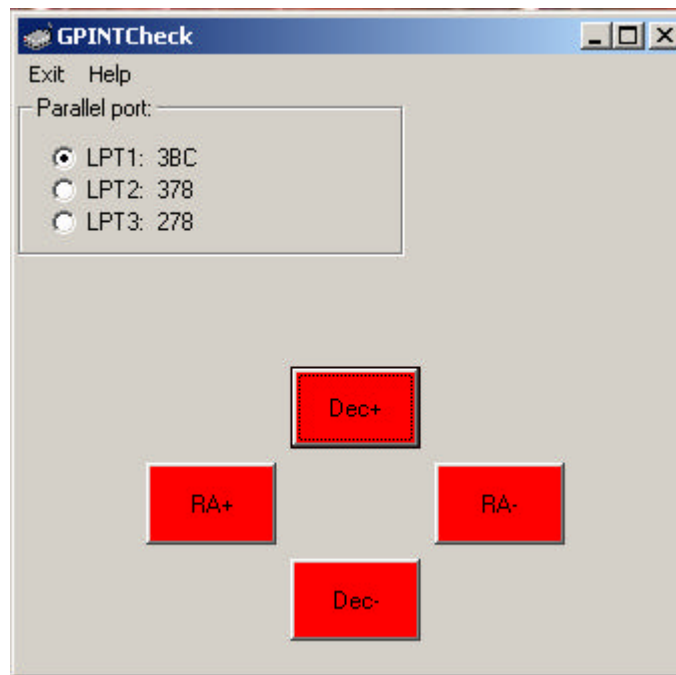 GPINTCheck
Exit Help
Parallel port:
LPT1: 3BC
LPT2: 378
LPT3: 278
Dec+
RA+ RA-
Dec-